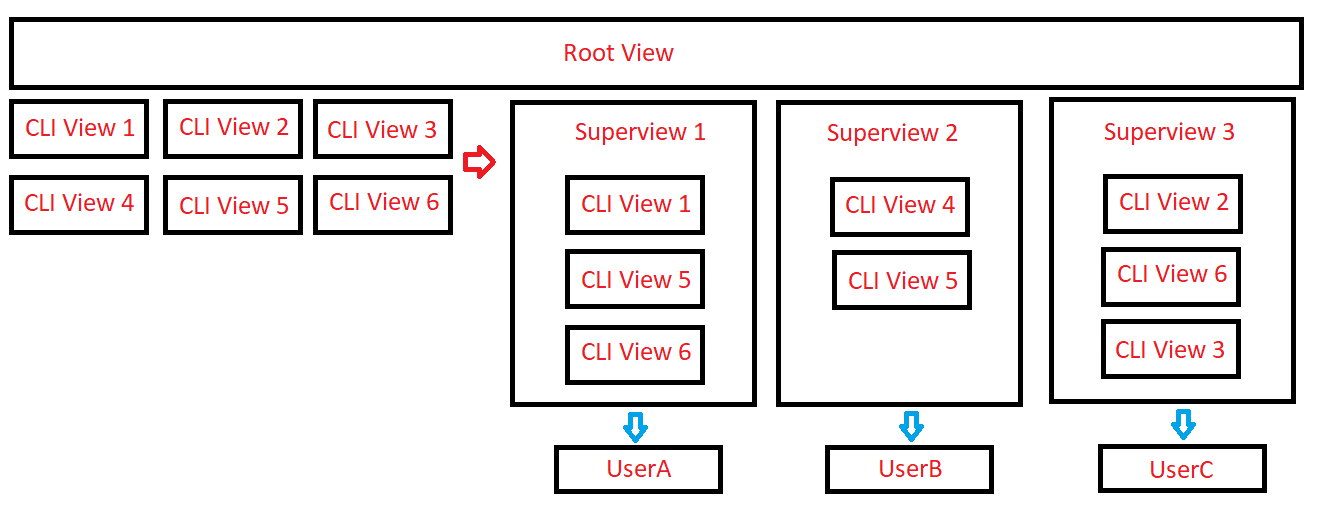 Root View
CLI View 1
CLI View 2
CLI View 3
CLI View 4
CLI View 5
CLI View 6
Superview 1
CLI View 1
CLI View 5
CLI View 6
UserA
Superview 2
CLI View 4
CLI View 5
UserB
Superview 3
CLI View 2
CLI View 6
CLI View 3
UserC